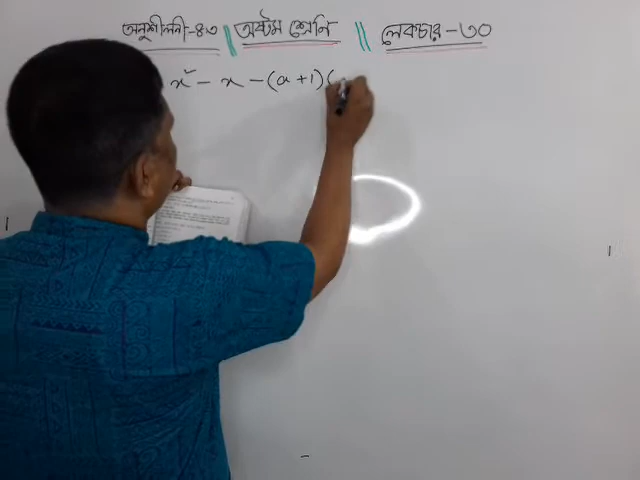 অনুশীলনী-৪.৩ || অষ্টম শ্রেণি || লেকচার-৩০
x² - x - (a + 1) (